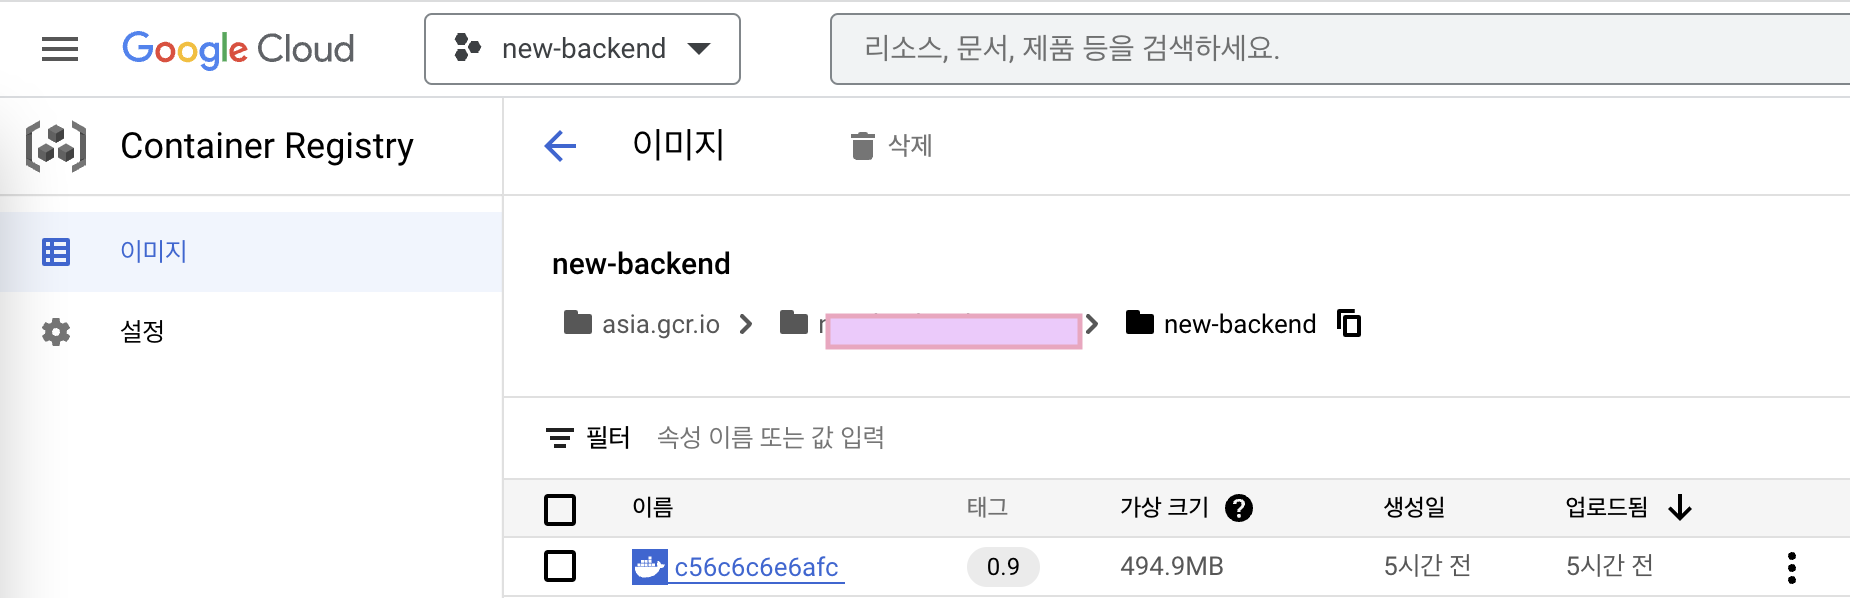 Google Cloud new-backend 리소스, 문서, 제품 등을 검색하세요.
Container Registry
이미지 삭제
이미지
설정
new-backend
asia.gcr.io new-backend
필터 속성 이름 또는 값 입력
이름 태그 가상 크기 ? 생성일 업로드됨
c56c6c6e6afc 0.9 494.9MB 5시간 전 5시간 전